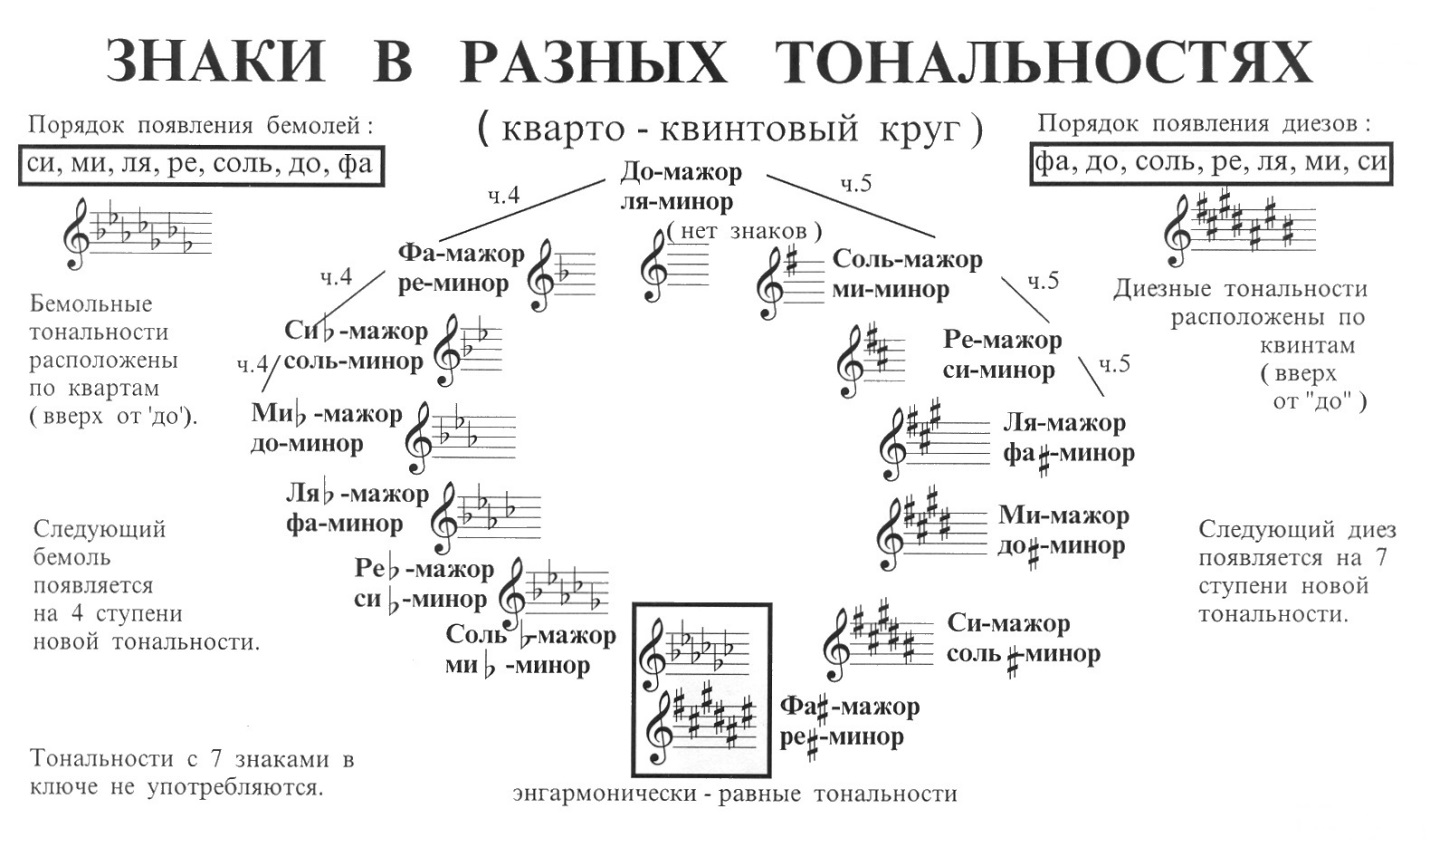 ЗНАКИ В РАЗНЫХ ТОНАЛЬНОСТЯХ
( кварто - квинтовый круг )
Порядок появления бемолей :
си, ми, ля, ре, соль, до, фа
Порядок появления диезов :
фа, до, соль, ре, ля, ми, си
До-мажор
ля-минор
( нет знаков )
ч.4
ч.5
Фа-мажор
ре-минор
Соль-мажор
ми-минор
ч.4
ч.5
Бемольные
тональности
расположены
по квартам
( вверх от 'до').
Диезные тональности
расположены по
квинтам
( вверх
от "до" )
Си♭-мажор
соль-минор
Ре-мажор
си-минор
ч.4
ч.5
Ми♭ -мажор
до-минор
Ля-мажор
фа♯-минор
Ля♭ -мажор
фа-минор
Ми-мажор
до♯-минор
Следующий
бемоль
появляется
на 4 ступени
новой тональности.
Следующий диез
появляется на 7
ступени новой
тональности.
Ре♭ -мажор
си ♭-минор
Соль ♭-мажор
ми ♭ -минор
Си-мажор
соль ♯-минор
Фа♯-мажор
ре♯-минор
Тональности с 7 знаками в
ключе не употребляются.
энгармонически - равные тональности